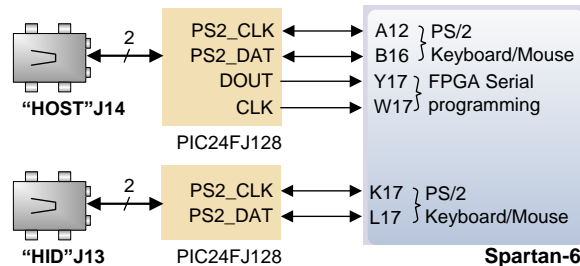 2 PS2_CLK A12 PS/2
PS2_DAT B16 Keyboard/Mouse
DOUT Y17 FPGA Serial
"HOST"J14 CLK W17 programming
PIC24FJ128
2 PS2_CLK K17 PS/2
PS2_DAT L17 Keyboard/Mouse
"HID"J13 PIC24FJ128 Spartan-6